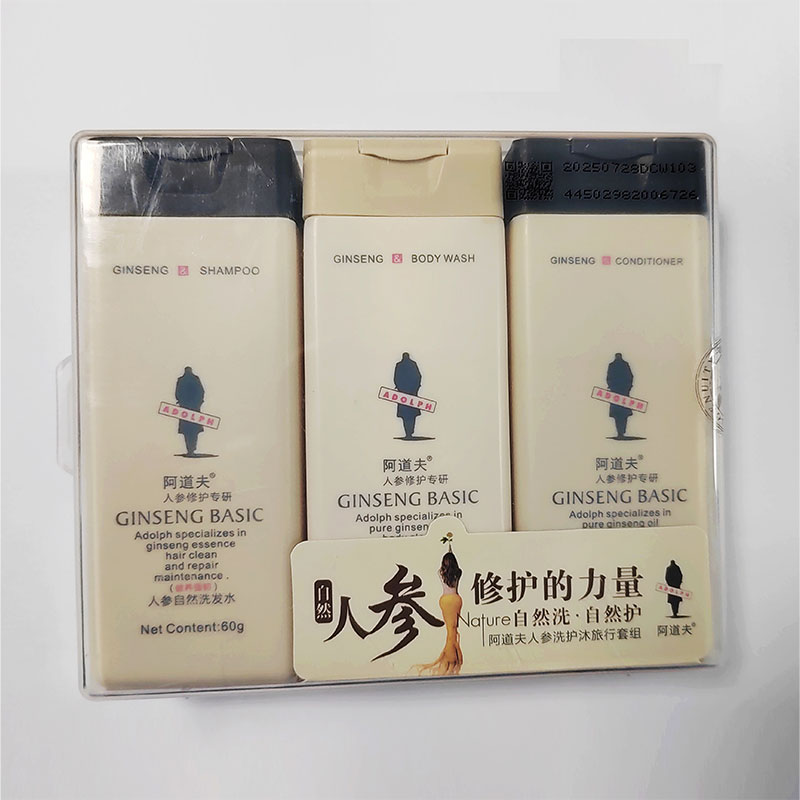 20250728DCW103
44502982006726
GINSENG & SHAMPOO
ADOLPH
阿道夫®
人参修护专研
GINSENG BASIC
Adolph specializes in
ginseng essence
hair clean
and repair
maintenance.
人参自然洗发水
Net Content:60g
GINSENG & BODY WASH
ADOLPH
阿道夫®
人参修护专研
GINSENG BASIC
Adolph specializes in
GINSENG & CONDITIONER
ADOLPH
阿道夫®
人参修护专研
GINSENG BASIC
Adolph specializes in
pure ginseng oil
自然
人参
修护的力量
Nature自然洗·自然护
阿道夫人参洗护沐旅行套组
ADOLPH
阿道夫®